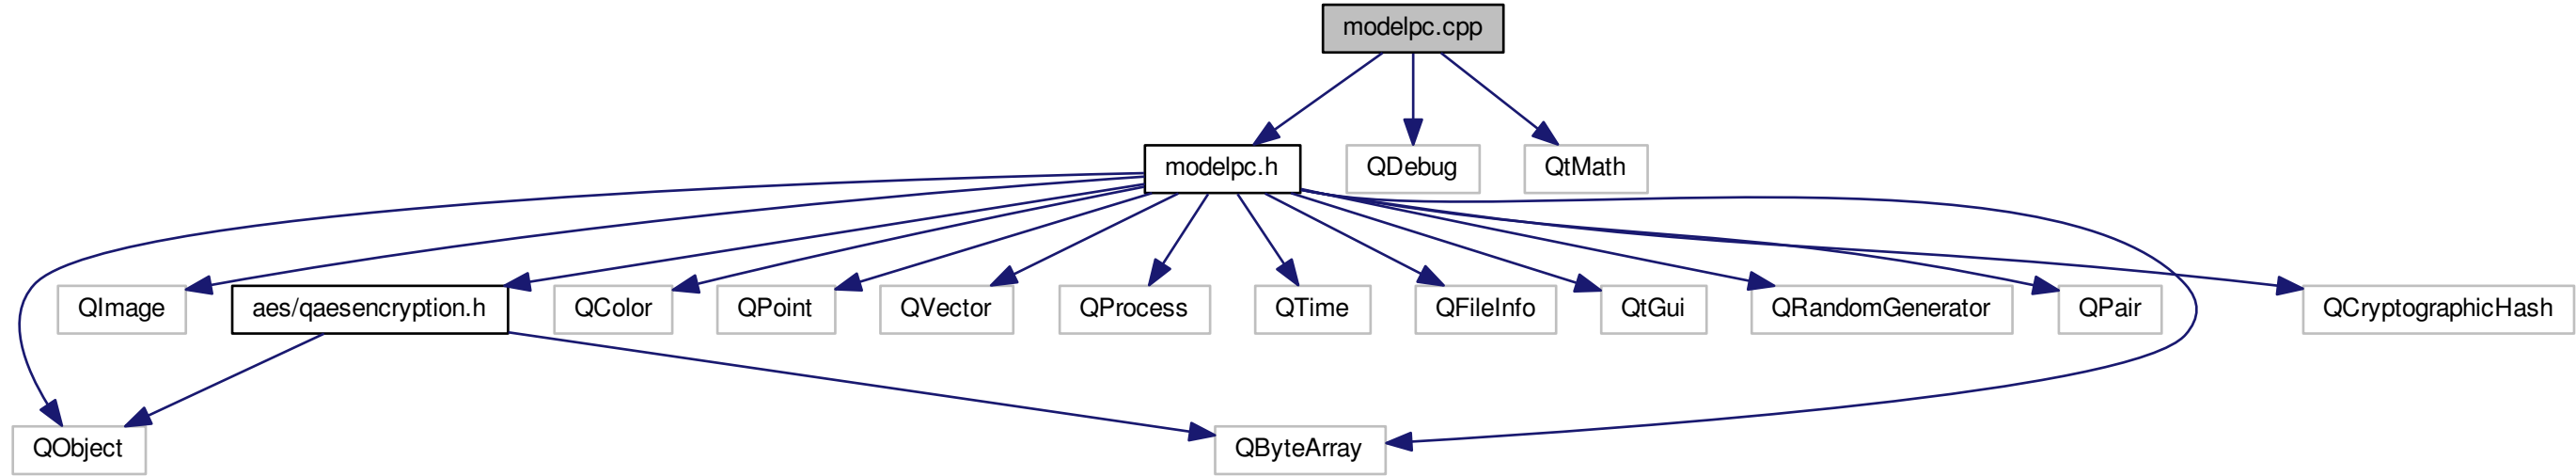 modelpc.cpp
modelpc.h
QDebug
QtMath
QImage
aes/qaesencryption.h
QColor
QPoint
QVector
QProcess
QTime
QFileInfo
QtGui
QRandomGenerator
QPair
QCryptographicHash
QObject
QByteArray